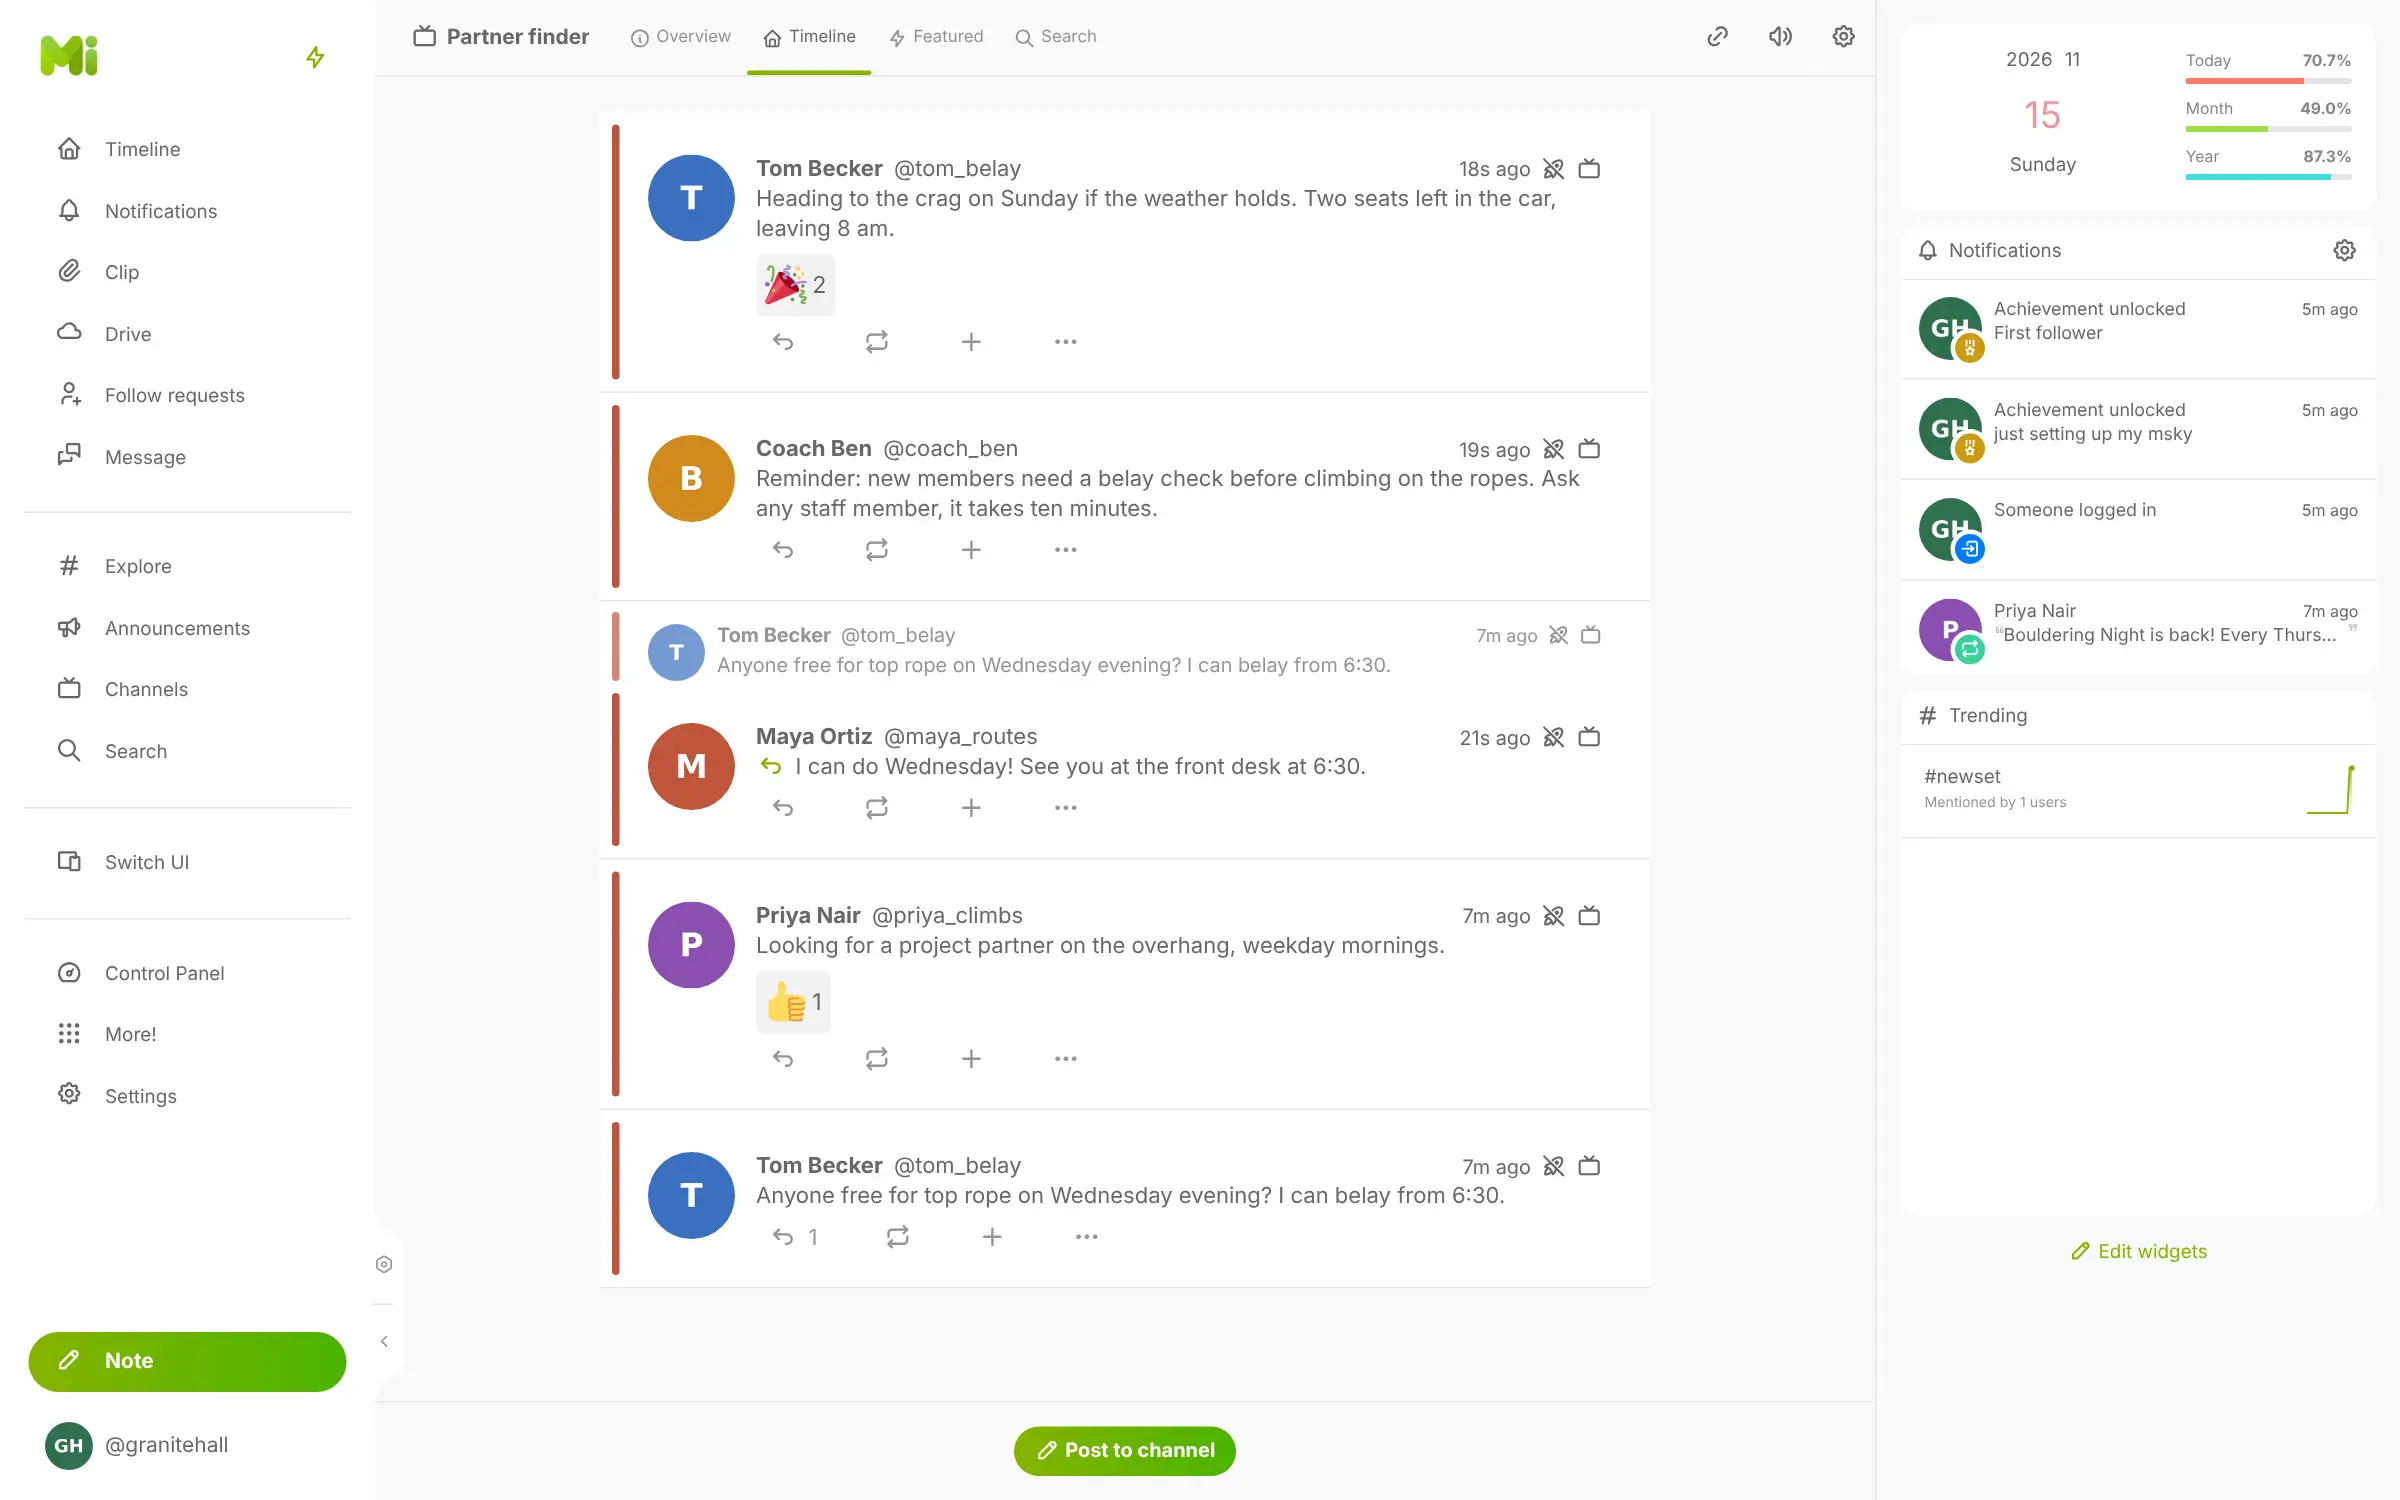 Mi
Timeline
Notifications
Clip
Drive
Follow requests
Message
Explore
Announcements
Channels
Search
Switch UI
Control Panel
More!
Settings
Note
GH @granitehall
Partner finder
Overview
Timeline
Featured
Search
T
Tom Becker @tom_belay
18s ago
Heading to the crag on Sunday if the weather holds. Two seats left in the car,
leaving 8 am.
2
B
Coach Ben @coach_ben
19s ago
Reminder: new members need a belay check before climbing on the ropes. Ask
any staff member, it takes ten minutes.
T
Tom Becker @tom_belay
7m ago
Anyone free for top rope on Wednesday evening? I can belay from 6:30.
M
Maya Ortiz @maya_routes
21s ago
I can do Wednesday! See you at the front desk at 6:30.
P
Priya Nair @priya_climbs
7m ago
Looking for a project partner on the overhang, weekday mornings.
1
T
Tom Becker @tom_belay
7m ago
Anyone free for top rope on Wednesday evening? I can belay from 6:30.
1
Post to channel
2026 11
15
Sunday
Today 70.7%
Month 49.0%
Year 87.3%
Notifications
GH
Achievement unlocked 5m ago
First follower
GH
Achievement unlocked 5m ago
just setting up my msky
GH
Someone logged in 5m ago
P
Priya Nair 7m ago
“Bouldering Night is back! Every Thurs... ”
Trending
#newset
Mentioned by 1 users
Edit widgets